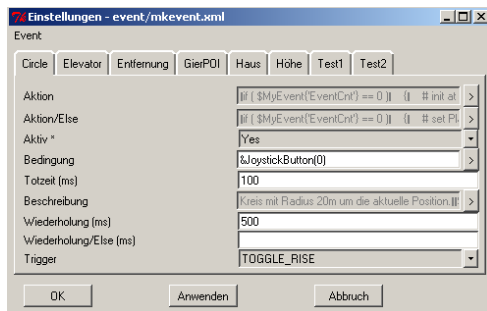 Einstellungen - event/mkevent.xml
Event
Circle Elevator Entfernung GierPOI Haus Höhe Test1 Test2
Aktion if ( $MyEvent{'EventCnt'} == 0 ) { # init at >
Aktion/Else if ( $MyEvent{'EventCnt'} == 0 ) { # set Pl >
Aktiv * Yes
Bedingung &JoystickButton(0) >
Totzeit (ms) 100
Beschreibung Kreis mit Radius 20m um die aktuelle Position. >
Wiederholung (ms) 500
Wiederholung/Else (ms)
Trigger TOGGLE_RISE
OK Anwenden Abbruch